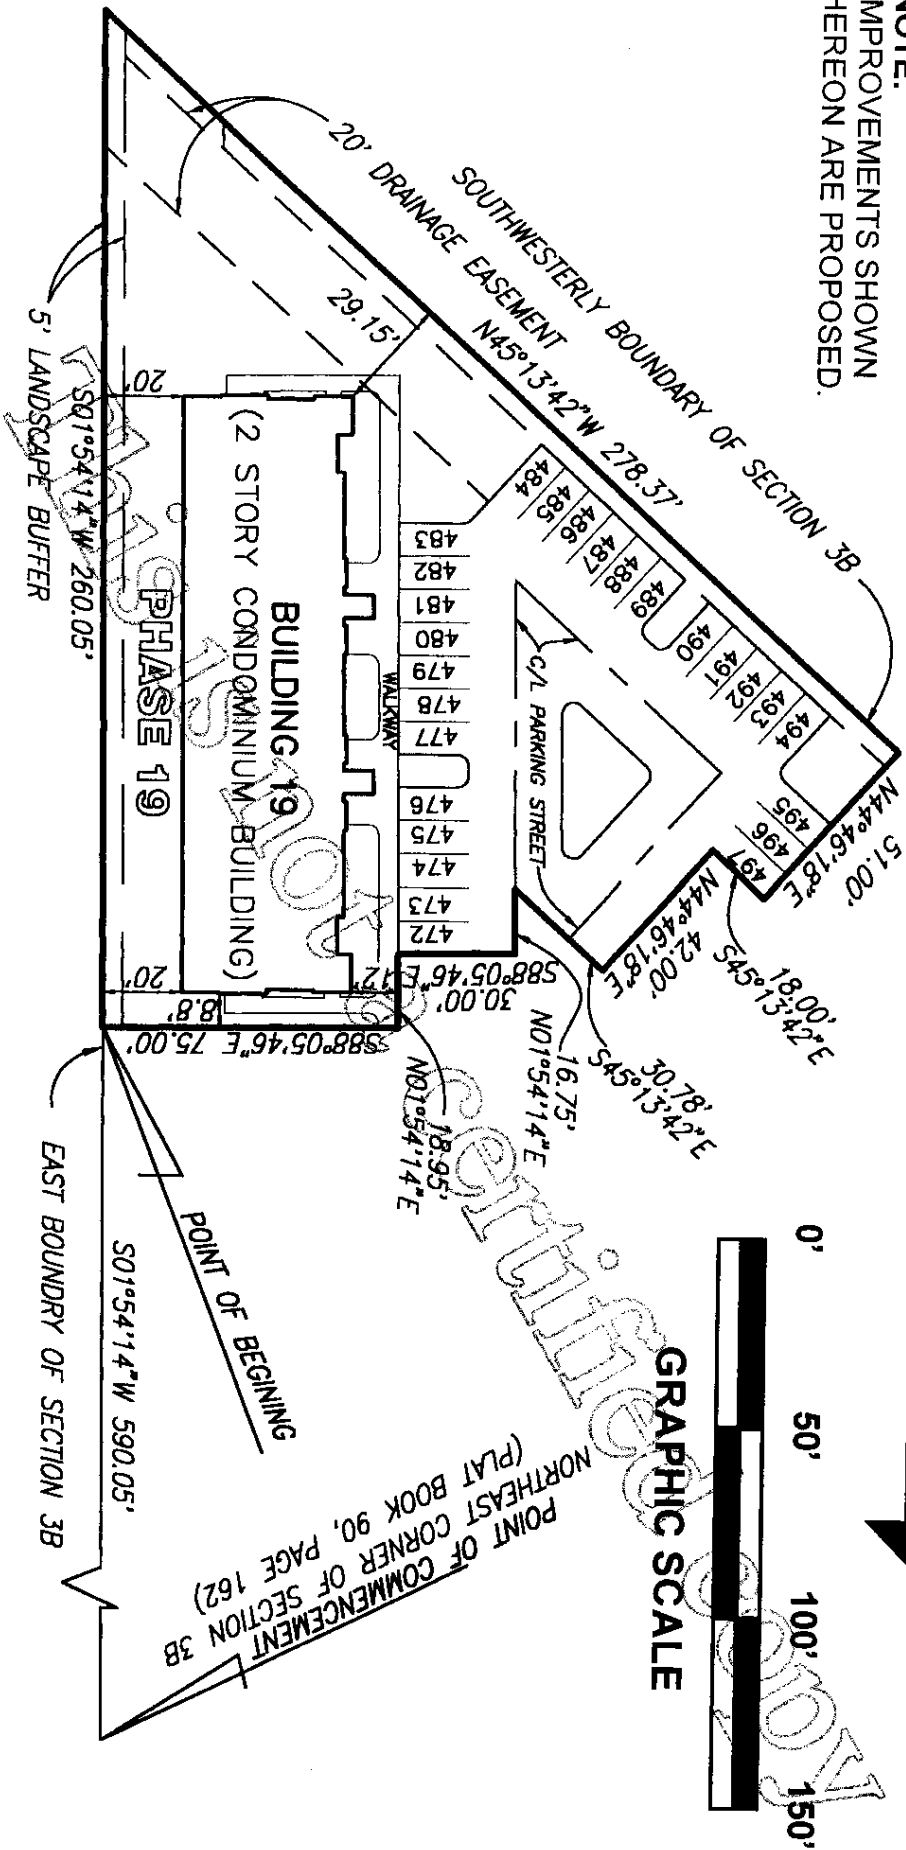 NOTE:
IMPROVEMENTS SHOWN
HEREON ARE PROPOSED.
SOUTHWESTERLY BOUNDARY OF SECTION 3B
N45°13'42"W 278.37'
20' DRAINAGE EASEMENT
29.15'
5' LANDSCAPE BUFFER
S01°54'14"W 260.05'
20'
PHASE 19
BUILDING 19
(2 STORY CONDOMINIUM BUILDING)
WALKWAY
C/L PARKING STREET
484
485
486
487
488
489
490
491
492
493
494
495
496
497
483
482
481
480
479
478
477
476
475
474
473
472
N44°46'18"E
51.00'
18.00'
S45°13'42"E
N44°46'18"E
42.00'
30.78'
S45°13'42"E
16.75'
N01°54'14"E
S88°05'46"E
30.00'
18.95'
N01°54'14"E
12'
8.8'
20'
S88°05'46"E 75.00'
EAST BOUNDRY OF SECTION 3B
POINT OF BEGINING
S01°54'14"W 590.05'
POINT OF COMMENCEMENT
NORTHEAST CORNER OF SECTION 3B
(PLAT BOOK 90, PAGE 162)
0' 50' 100' 150'
GRAPHIC SCALE
This is not a certified copy